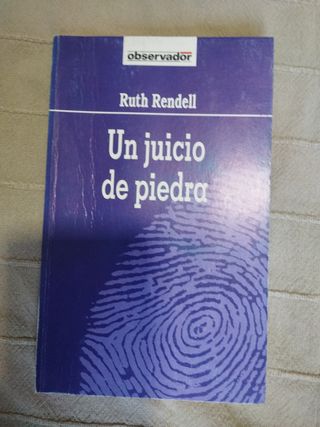 observador
Ruth Rendell
Un juicio
de piedra